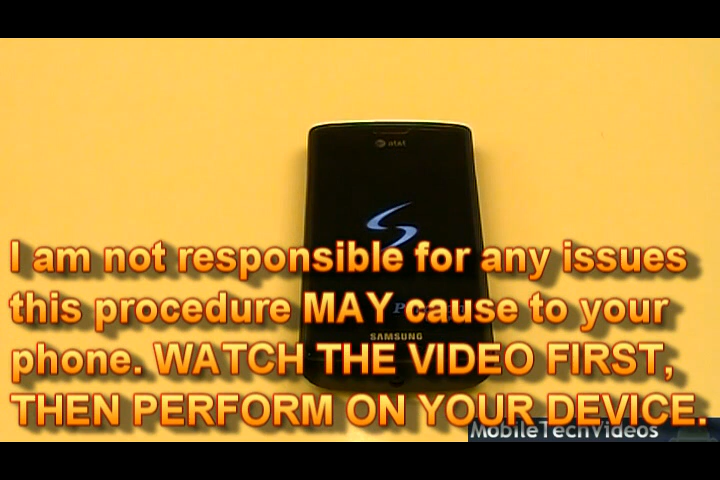 at&t
S
I am not responsible for any issues
this procedure MAY cause to your
phone. WATCH THE VIDEO FIRST,
THEN PERFORM ON YOUR DEVICE.
SAMSUNG
MobileTechVideos